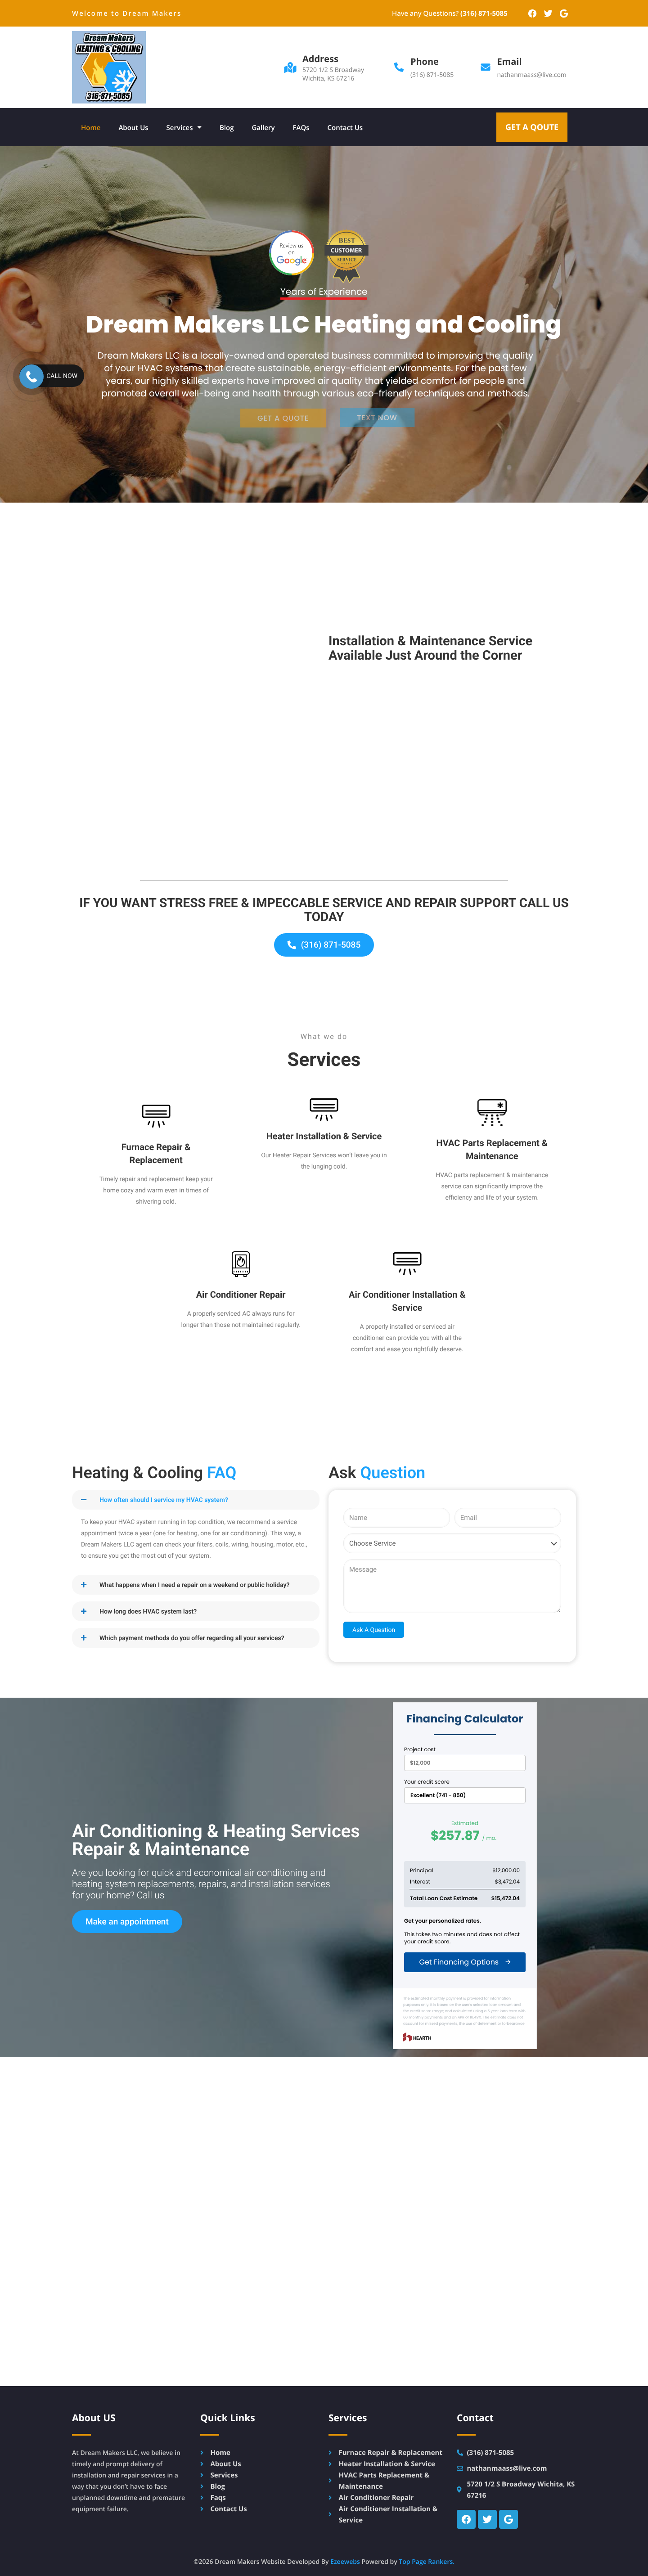 Welcome to Dream Makers
Have any Questions? (316) 871-5085
Dream Makers
HEATING & COOLING
316-871-5085
Address
5720 1/2 S Broadway
Wichita, KS 67216
Phone
(316) 871-5085
Email
nathanmaass@live.com
Home
About Us
Services
Blog
Gallery
FAQs
Contact Us
GET A QOUTE
Review us
on
Google
BEST
CUSTOMER
SERVICE
Years of Experience
Dream Makers LLC Heating and Cooling
Dream Makers LLC is a locally-owned and operated business committed to improving the quality
of your HVAC systems that create sustainable, energy-efficient environments. For the past few
years, our highly skilled experts have improved air quality that yielded comfort for people and
promoted overall well-being and health through various eco-friendly techniques and methods.
CALL NOW
GET A QUOTE
TEXT NOW
Installation & Maintenance Service
Available Just Around the Corner
IF YOU WANT STRESS FREE & IMPECCABLE SERVICE AND REPAIR SUPPORT CALL US
TODAY
(316) 871-5085
What we do
Services
Furnace Repair &
Replacement
Timely repair and replacement keep your
home cozy and warm even in times of
shivering cold.
Heater Installation & Service
Our Heater Repair Services won't leave you in
the lunging cold.
HVAC Parts Replacement &
Maintenance
HVAC parts replacement & maintenance
service can significantly improve the
efficiency and life of your system.
Air Conditioner Repair
A properly serviced AC always runs for
longer than those not maintained regularly.
Air Conditioner Installation &
Service
A properly installed or serviced air
conditioner can provide you with all the
comfort and ease you rightfully deserve.
Heating & Cooling FAQ
How often should I service my HVAC system?
To keep your HVAC system running in top condition, we recommend a service
appointment twice a year (one for heating, one for air conditioning). This way, a
Dream Makers LLC agent can check your filters, coils, wiring, housing, motor, etc.,
to ensure you get the most out of your system.
What happens when I need a repair on a weekend or public holiday?
How long does HVAC system last?
Which payment methods do you offer regarding all your services?
Ask Question
Name
Email
Choose Service
Message
Ask A Question
Air Conditioning & Heating Services
Repair & Maintenance
Are you looking for quick and economical air conditioning and
heating system replacements, repairs, and installation services
for your home? Call us
Make an appointment
Financing Calculator
Project cost
$12,000
Your credit score
Excellent (741 - 850)
Estimated
$257.87 / mo.
Principal $12,000.00
Interest $3,472.04
Total Loan Cost Estimate $15,472.04
Get your personalized rates.
This takes two minutes and does not affect
your credit score.
Get Financing Options
HEARTH
About US
At Dream Makers LLC, we believe in
timely and prompt delivery of
installation and repair services in a
way that you don't have to face
unplanned downtime and premature
equipment failure.
Quick Links
Home
About Us
Services
Blog
Faqs
Contact Us
Services
Furnace Repair & Replacement
Heater Installation & Service
HVAC Parts Replacement &
Maintenance
Air Conditioner Repair
Air Conditioner Installation &
Service
Contact
(316) 871-5085
nathanmaass@live.com
5720 1/2 S Broadway Wichita, KS
67216
©2026 Dream Makers Website Developed By Ezeewebs Powered by Top Page Rankers.